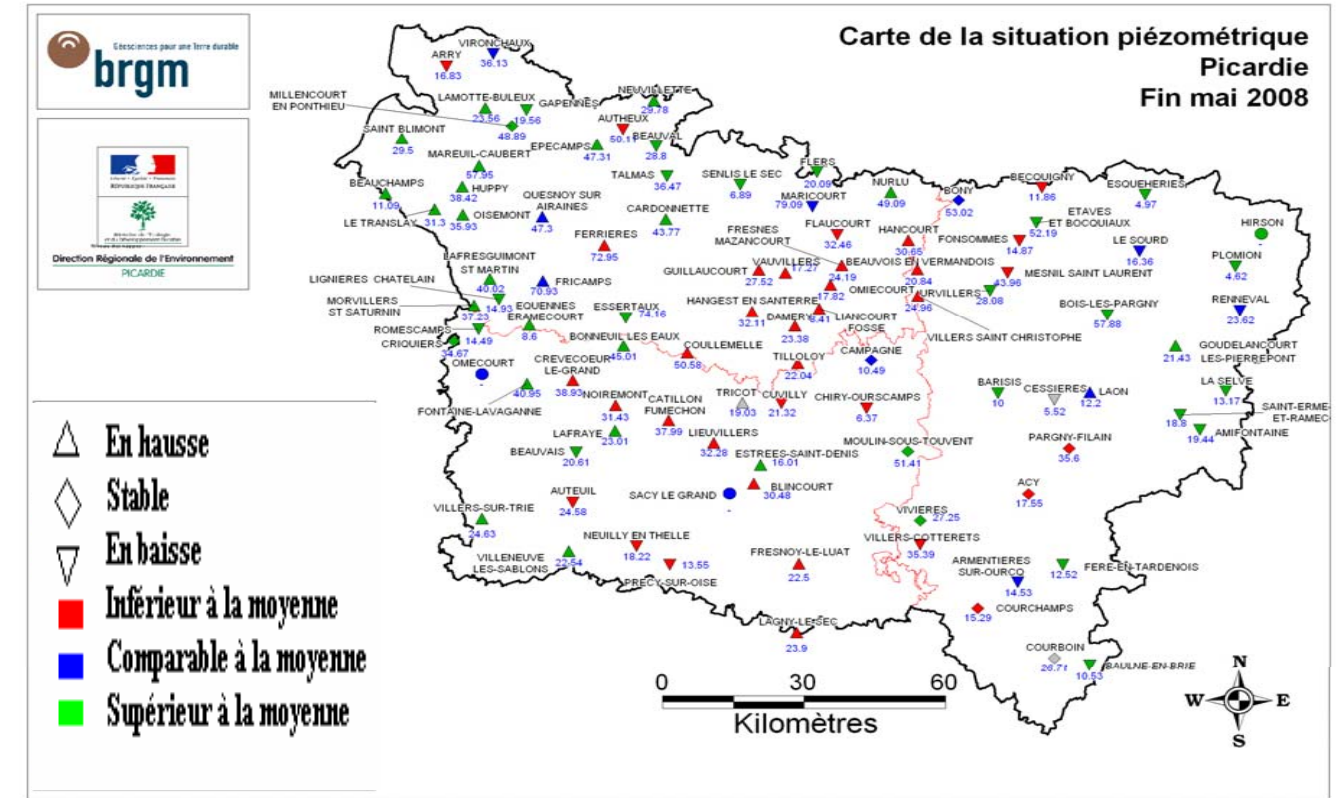 Géosciences pour une Terre durable
brgm
Carte de la situation piézométrique
Picardie
Fin mai 2008
Liberté • Égalité • Fraternité
RÉPUBLIQUE FRANÇAISE
Direction Régionale de l'Environnement
PICARDIE
VIRONCHAUX
36.13
ARRY
16.83
MILLENCOURT
EN PONTHIEU
48.89
LAMOTTE-BULEUX
23.56
GAPENNES
19.56
NEUVILLETTE
29.78
AUTHEUX
50.11
SAINT BLIMONT
29.5
EPECAMPS
47.31
BEAUVAL
28.8
MAREUIL-CAUBERT
57.95
TALMAS
36.47
SENLIS LE SEC
6.89
FLERS
20.09
MARICOURT
79.09
NURLU
49.09
BONY
53.02
BECQUIGNY
11.86
ESQUEHERIES
4.97
BEAUCHAMPS
11.09
HUPPY
38.42
LE TRANSLAY
31.3
OISEMONT
35.93
QUESNOY SUR
AIRAINES
47.3
CARDONNETTE
43.77
FLAUCOURT
32.46
HANCOURT
30.65
ETAVES
ET BOCQUIAUX
52.19
FONSOMMES
14.87
LE SOURD
16.36
HIRSON
-
PLOMION
4.62
FERRIERES
72.95
FRESNES
MAZANCOURT
24.19
VAUVILLERS
17.27
GUILLAUCOURT
27.52
BEAUVOIS EN VERMANDOIS
20.84
MESNIL SAINT LAURENT
43.96
LAFRESGUIMONT
ST MARTIN
40.02
LIGNIERES CHATELAIN
14.93
FRICAMPS
70.93
OMIECOURT
17.82
URVILLERS
28.08
MORVILLERS
ST SATURNIN
37.23
EQUENNES
ERAMECOURT
8.6
ESSERTAUX
74.16
HANGEST EN SANTERRE
32.11
DAMERY
23.38
LIANCOURT
FOSSE
8.41
24.96
VILLERS SAINT CHRISTOPHE
BOIS-LES-PARGNY
57.88
RENNEVAL
23.62
ROMESCAMPS
14.49
CRIQUIERS
34.67
BONNEUIL LES EAUX
45.01
COULLEMELLE
50.58
TILLOLOY
22.04
CAMPAGNE
10.49
GOUDELANCOURT
LES-PIERREPONT
21.43
OMECOURT
-
CREVECOEUR
LE-GRAND
38.93
FONTAINE-LAVAGANNE
40.95
NOIREMONT
31.43
CATILLON
FUMECHON
37.99
TRICOT
19.03
CUVILLY
21.32
CHIRY-OURSCAMPS
6.37
BARISIS
10
CESSIERES
5.52
LAON
12.2
LA SELVE
13.17
SAINT-ERME-
ET-RAMEC
18.8
AMIFONTAINE
19.44
LAFRAYE
23.01
LIEUVILLERS
32.28
BEAUVAIS
20.61
ESTREES-SAINT-DENIS
16.01
MOULIN-SOUS-TOUVENT
51.41
PARGNY-FILAIN
35.6
AUTEUIL
24.58
SACY LE GRAND
-
BLINCOURT
30.48
ACY
17.55
VILLERS-SUR-TRIE
24.63
VIVIERES
27.25
NEUILLY EN THELLE
18.22
VILLERS-COTTERETS
35.39
VILLENEUVE
LES-SABLONS
22.54
13.55
PRECY-SUR-OISE
FRESNOY-LE-LUAT
22.5
ARMENTIERES
SUR-OURCQ
14.53
12.52
FERE-EN-TARDENOIS
15.29
COURCHAMPS
LAGNY-LE-SEC
23.9
COURBOIN
26.71
BAULNE-EN-BRIE
10.53
En hausse
Stable
En baisse
Inférieur à la moyenne
Comparable à la moyenne
Supérieur à la moyenne
0 30 60
Kilomètres
N
W E
S